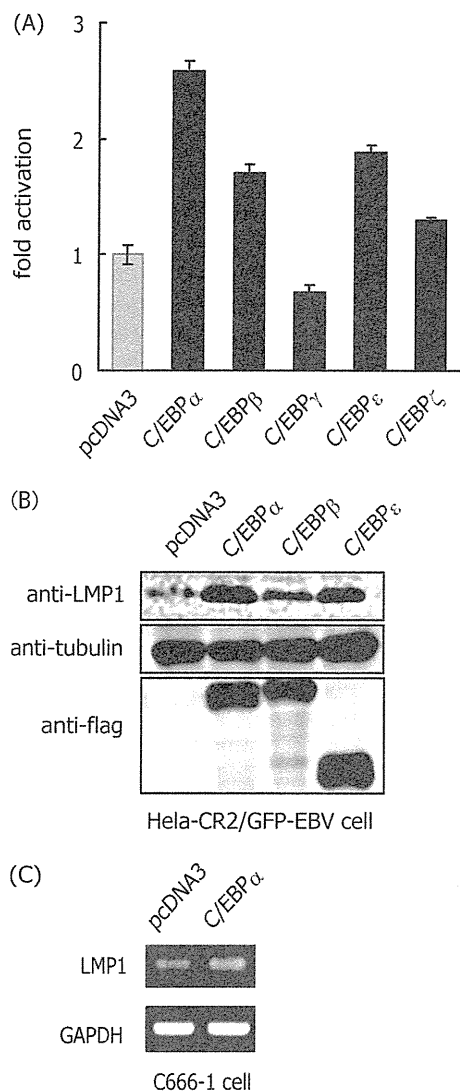 (A)
3
2
1
0
fold activation
pcDNA3
C/EBPα
C/EBPβ
C/EBPγ
C/EBPε
C/EBPζ
(B)
pcDNA3
C/EBPα
C/EBPβ
C/EBPε
anti-LMP1
anti-tubulin
anti-flag
Hela-CR2/GFP-EBV cell
(C)
pcDNA3
C/EBPα
LMP1
GAPDH
C666-1 cell